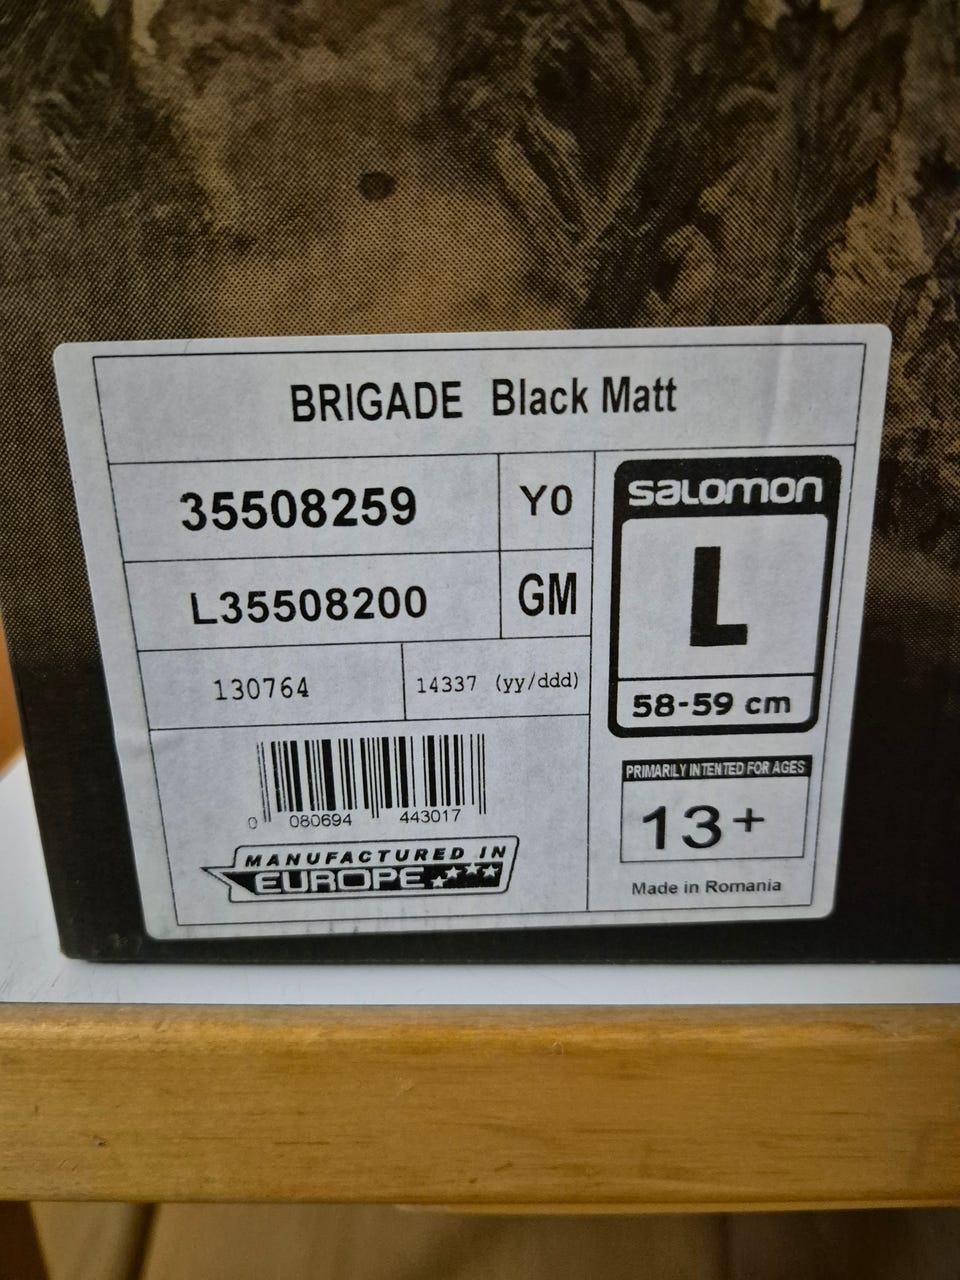 BRIGADE Black Matt
35508259 Y0
L35508200 GM
130764 14337 (yy/ddd)
0 080694 443017
MANUFACTURED IN
EUROPE
salomon
L
58-59 cm
PRIMARILY INTENTED FOR AGES
13+
Made in Romania